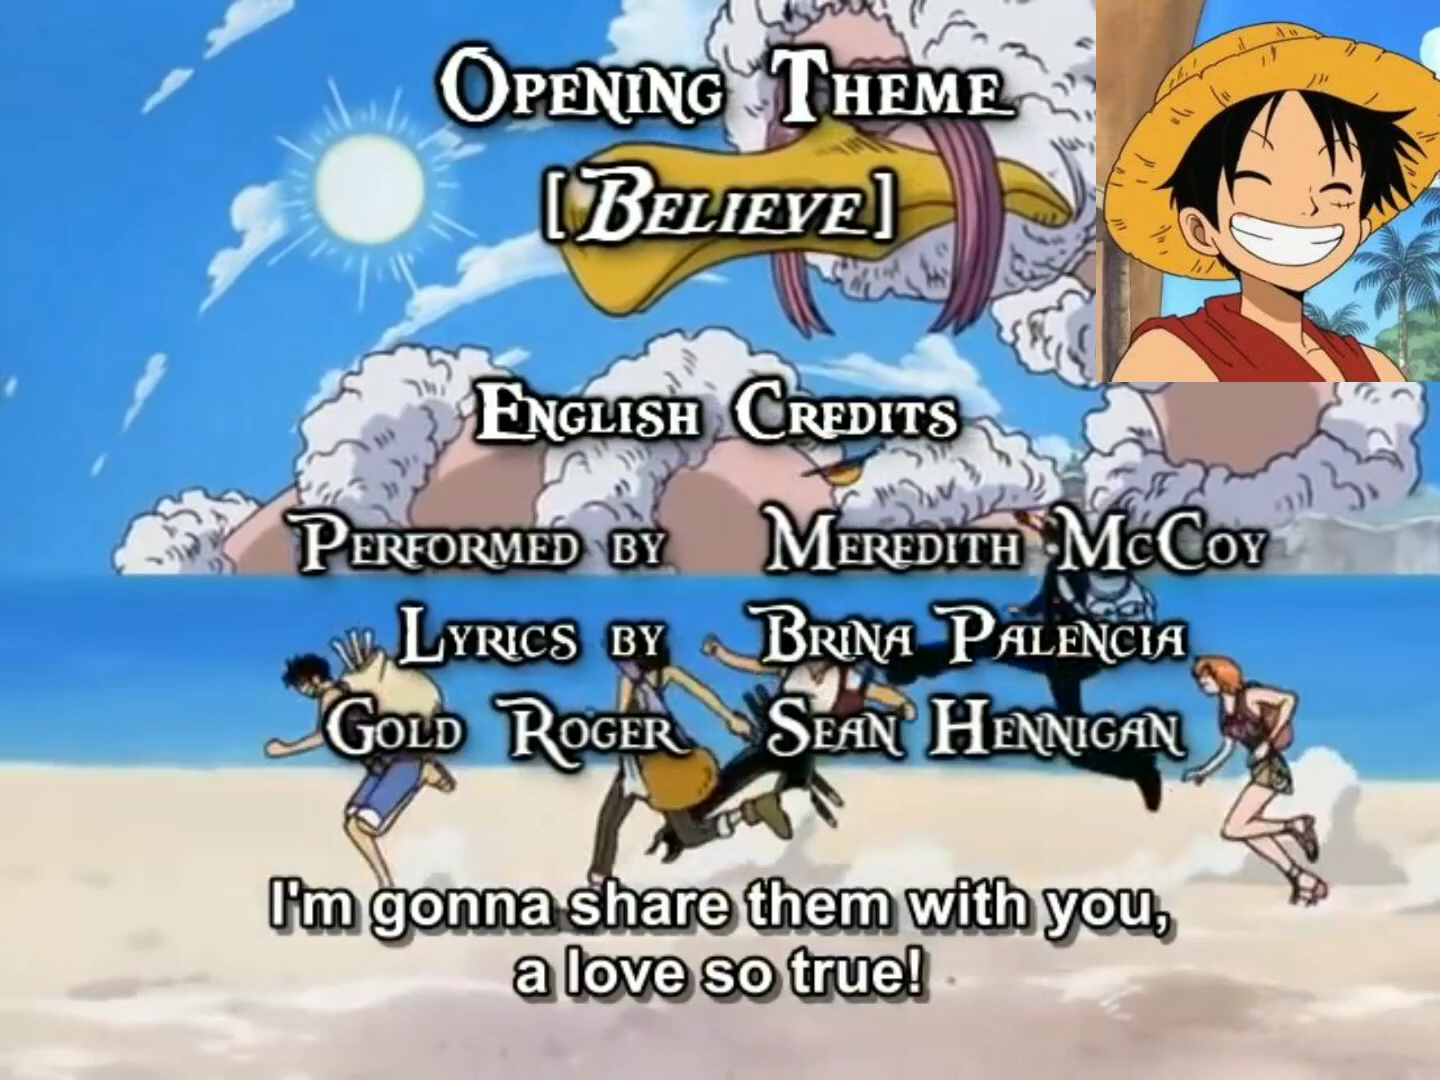 Opening Theme
[Believe]
English Credits
Performed by Meredith McCoy
Lyrics by Brina Palencia
Gold Roger Sean Hennigan
I'm gonna share them with you,
a love so true!